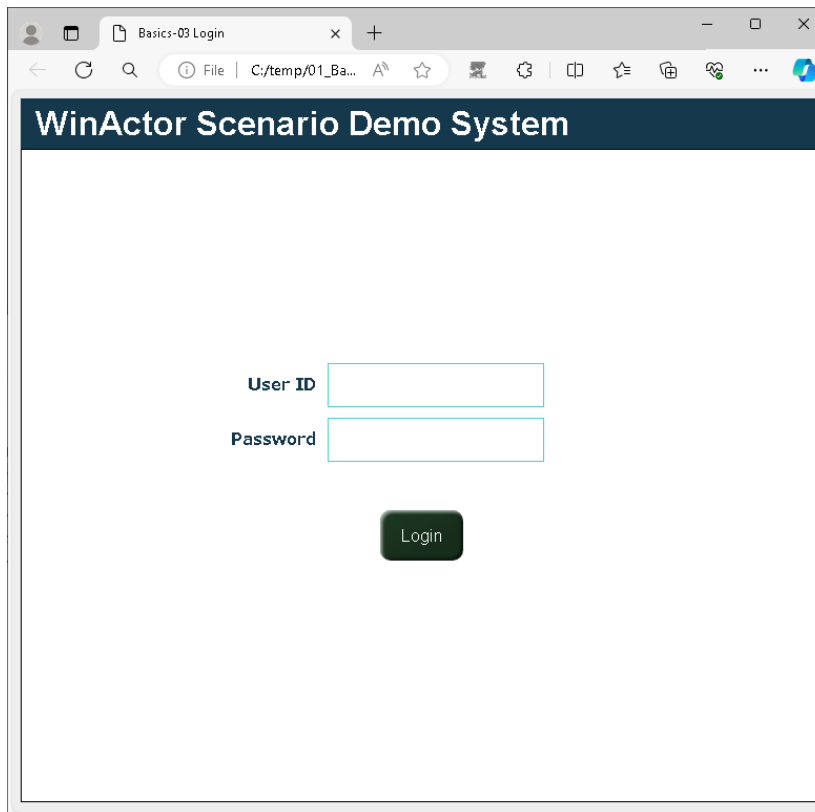 Basics-03 Login
File | C:/temp/01_Ba...
WinActor Scenario Demo System
User ID
Password
Login